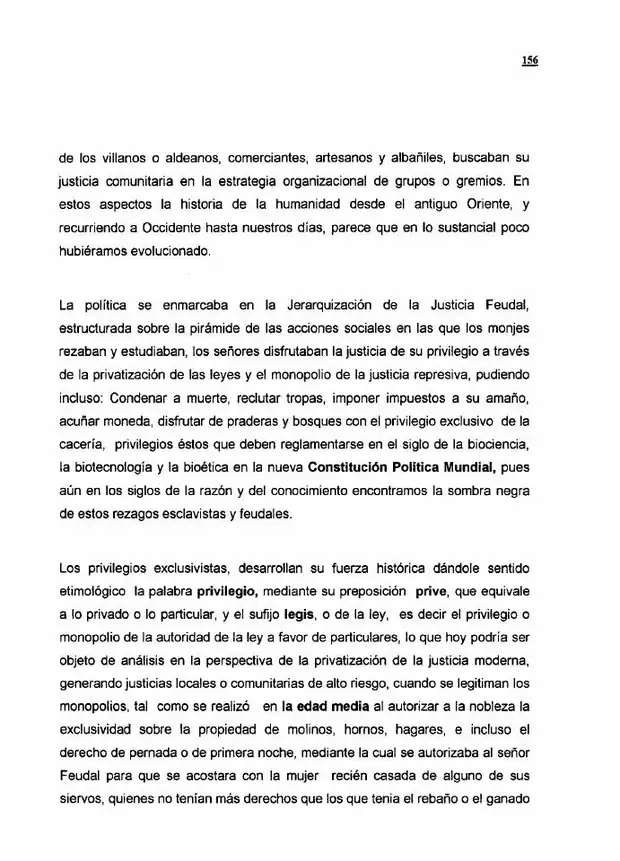 156
de los villanos o aldeanos, comerciantes, artesanos y albañiles, buscaban su
justicia comunitaria en la estrategia organizacional de grupos o gremios. En
estos aspectos la historia de la humanidad desde el antiguo Oriente, y
recurriendo a Occidente hasta nuestros días, parece que en lo sustancial poco
hubiéramos evolucionado.
La política se enmarcaba en la Jerarquización de la Justicia Feudal,
estructurada sobre la pirámide de las acciones sociales en las que los monjes
rezaban y estudiaban, los señores disfrutaban la justicia de su privilegio a través
de la privatización de las leyes y el monopolio de la justicia represiva, pudiendo
incluso: Condenar a muerte, reclutar tropas, imponer impuestos a su amaño,
acuñar moneda, disfrutar de praderas y bosques con el privilegio exclusivo de la
cacería, privilegios éstos que deben reglamentarse en el siglo de la biociencia,
la biotecnología y la bioética en la nueva Constitución Política Mundial, pues
aún en los siglos de la razón y del conocimiento encontramos la sombra negra
de estos rezagos esclavistas y feudales.
Los privilegios exclusivistas, desarrollan su fuerza histórica dándole sentido
etimológico la palabra privilegio, mediante su preposición prive, que equivale
a lo privado o lo particular, y el sufijo legis, o de la ley, es decir el privilegio o
monopolio de la autoridad de la ley a favor de particulares, lo que hoy podría ser
objeto de análisis en la perspectiva de la privatización de la justicia moderna,
generando justicias locales o comunitarias de alto riesgo, cuando se legitiman los
monopolios, tal como se realizó en la edad media al autorizar a la nobleza la
exclusividad sobre la propiedad de molinos, hornos, hagares, e incluso el
derecho de pernada o de primera noche, mediante la cual se autorizaba al señor
Feudal para que se acostara con la mujer recién casada de alguno de sus
siervos, quienes no tenían más derechos que los que tenia el rebaño o el ganado